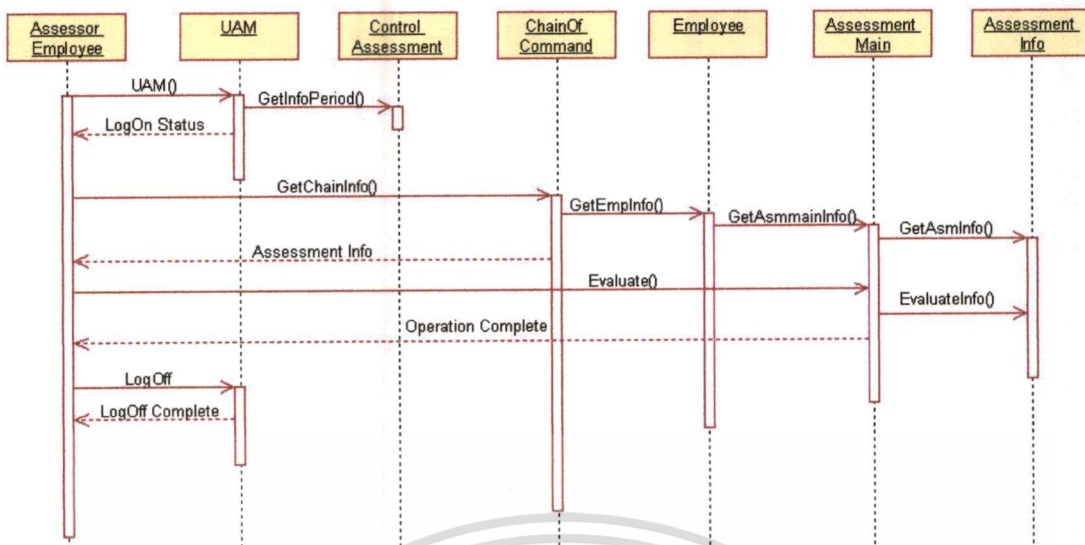 Assessor
Employee
UAM
Control
Assessment
ChainOf
Command
Employee
Assessment
Main
Assessment
Info
UAM()
GetInfoPeriod()
LogOn Status
GetChainInfo()
GetEmpInfo()
GetAsmmainInfo()
GetAsmInfo()
Assessment Info
Evaluate()
EvaluateInfo()
Operation Complete
LogOff
LogOff Complete